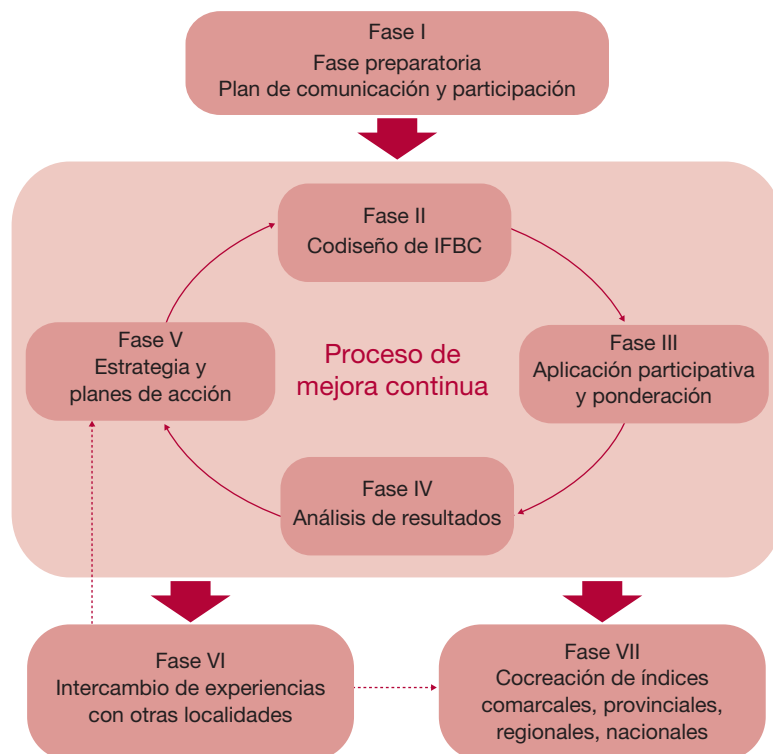 Fase I
Fase preparatoria
Plan de comunicación y participación
Fase II
Codiseño de IFBC
Fase III
Aplicación participativa
y ponderación
Fase V
Estrategia y
planes de acción
Proceso de
mejora continua
Fase IV
Análisis de resultados
Fase VI
Intercambio de experiencias
con otras localidades
Fase VII
Cocreación de índices
comarcales, provinciales,
regionales, nacionales